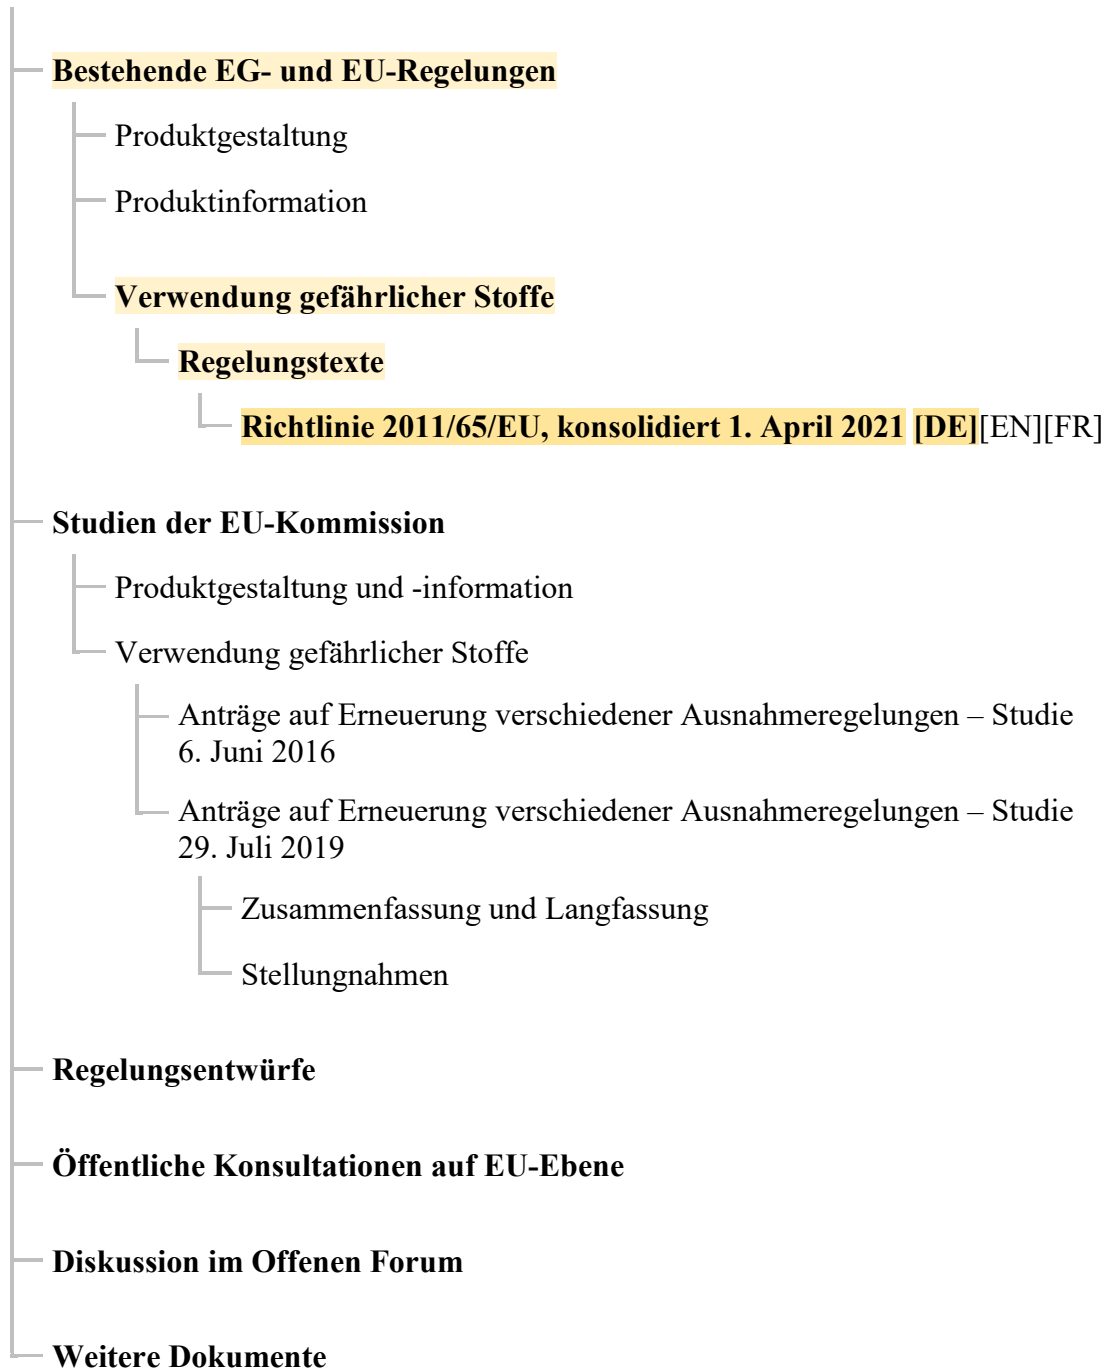 Bestehende EG- und EU-Regelungen
Produktgestaltung
Produktinformation
Verwendung gefährlicher Stoffe
Regelungstexte
Richtlinie 2011/65/EU, konsolidiert 1. April 2021 [DE][EN][FR]
Studien der EU-Kommission
Produktgestaltung und -information
Verwendung gefährlicher Stoffe
Anträge auf Erneuerung verschiedener Ausnahmeregelungen – Studie
6. Juni 2016
Anträge auf Erneuerung verschiedener Ausnahmeregelungen – Studie
29. Juli 2019
Zusammenfassung und Langfassung
Stellungnahmen
Regelungsentwürfe
Öffentliche Konsultationen auf EU-Ebene
Diskussion im Offenen Forum
Weitere Dokumente